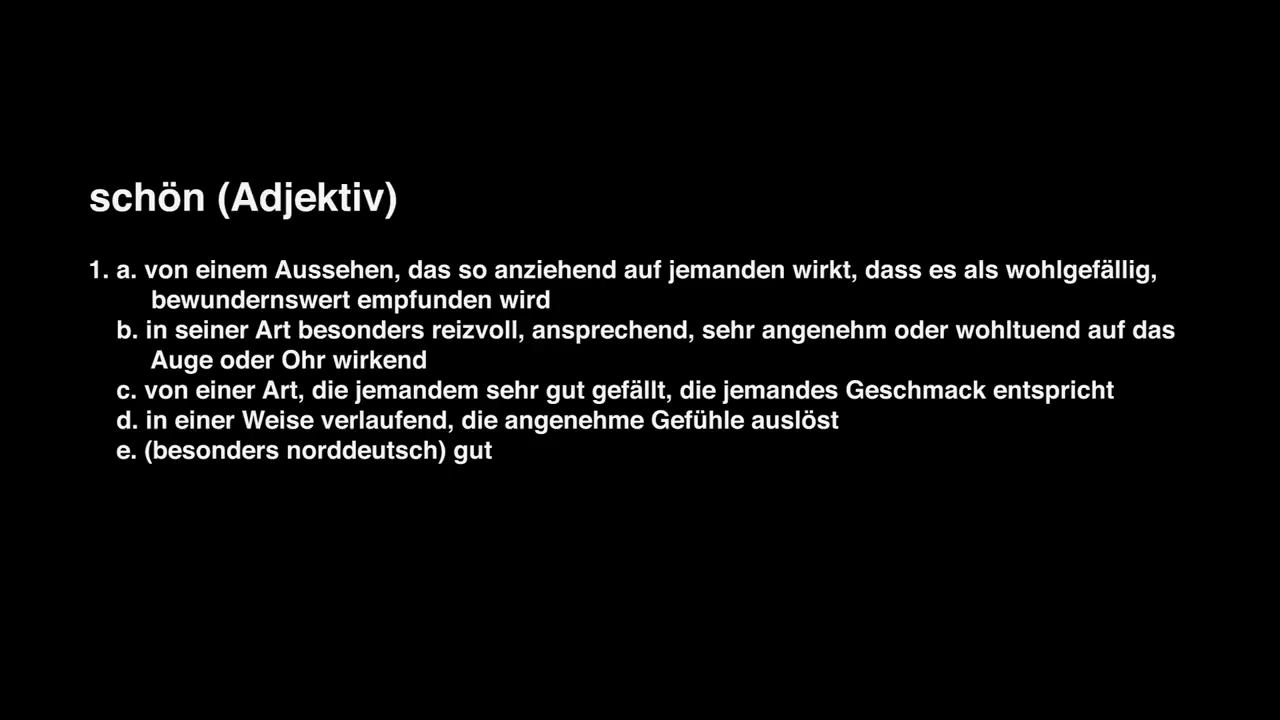 schön (Adjektiv)
1. a. von einem Aussehen, das so anziehend auf jemanden wirkt, dass es als wohlgefällig,
bewundernswert empfunden wird
b. in seiner Art besonders reizvoll, ansprechend, sehr angenehm oder wohltuend auf das
Auge oder Ohr wirkend
c. von einer Art, die jemandem sehr gut gefällt, die jemandes Geschmack entspricht
d. in einer Weise verlaufend, die angenehme Gefühle auslöst
e. (besonders norddeutsch) gut